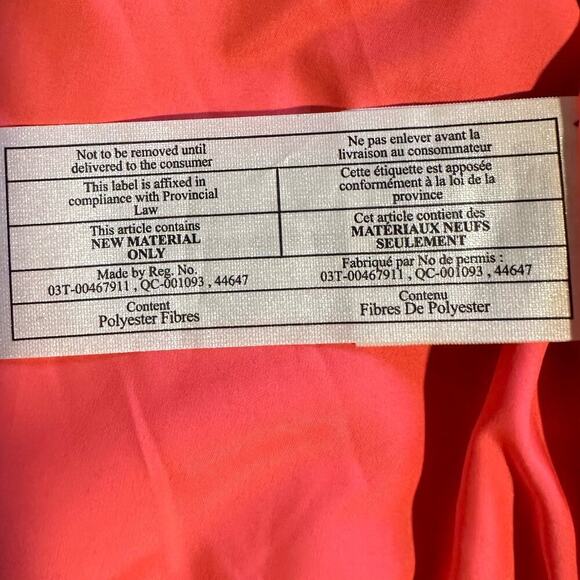 Not to be removed until
delivered to the consumer
Ne pas enlever avant la
livraison au consommateur
This label is affixed in
compliance with Provincial
Law
Cette étiquette est apposée
conformément à la loi de la
province
This article contains
NEW MATERIAL
ONLY
Cet article contient des
MATÉRIAUX NEUFS
SEULEMENT
Made by Reg. No.
03T-00467911 , QC-001093 , 44647
Fabriqué par No de permis :
03T-00467911 , QC-001093 , 44647
Content
Polyester Fibres
Contenu
Fibres De Polyester